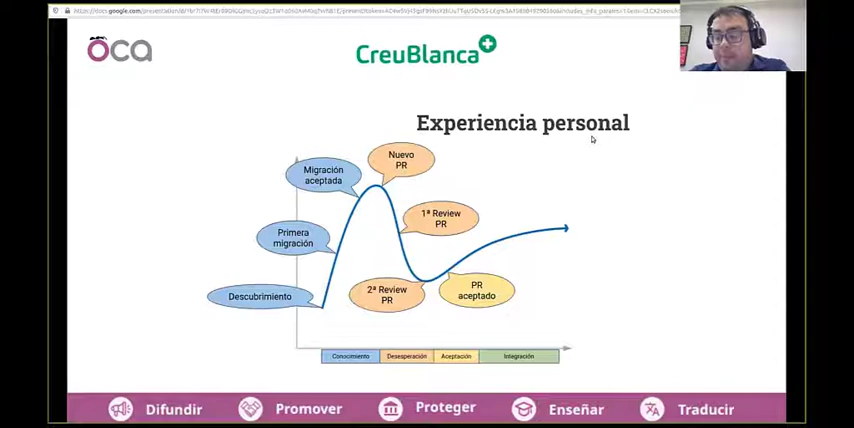 öca
CreuBlanca
Experiencia personal
Nuevo
PR
Migración
aceptada
1ª Review
PR
Primera
migración
Descubrimiento
2ª Review
PR
PR
aceptado
Conocimiento
Desesperación
Aceptación
Integración
Difundir
Promover
Proteger
Enseñar
Traducir